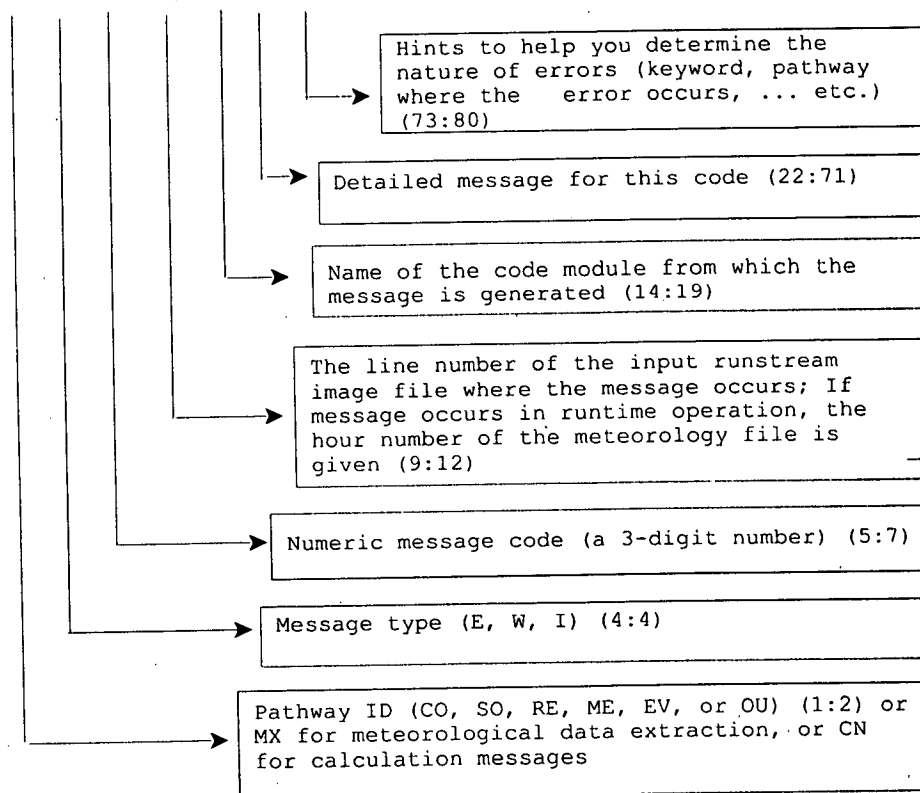 Hints to help you determine the
nature of errors (keyword, pathway
where the error occurs, ... etc.)
(73:80)
Detailed message for this code (22:71)
Name of the code module from which the
message is generated (14:19)
The line number of the input runstream
image file where the message occurs; If
message occurs in runtime operation, the
hour number of the meteorology file is
given (9:12)
Numeric message code (a 3-digit number) (5:7)
Message type (E, W, I) (4:4)
Pathway ID (CO, SO, RE, ME, EV, or OU) (1:2) or
MX for meteorological data extraction, or CN
for calculation messages